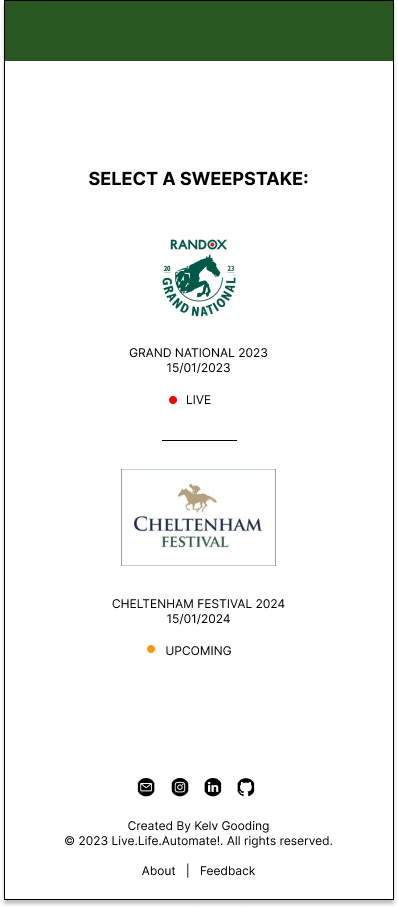 SELECT A SWEEPSTAKE:
RANDOX
20 23
GRAND NATIONAL
GRAND NATIONAL 2023
15/01/2023
LIVE
CHELTENHAM
FESTIVAL
CHELTENHAM FESTIVAL 2024
15/01/2024
UPCOMING
Created By Kelv Gooding
© 2023 Live.Life.Automate!. All rights reserved.
About | Feedback